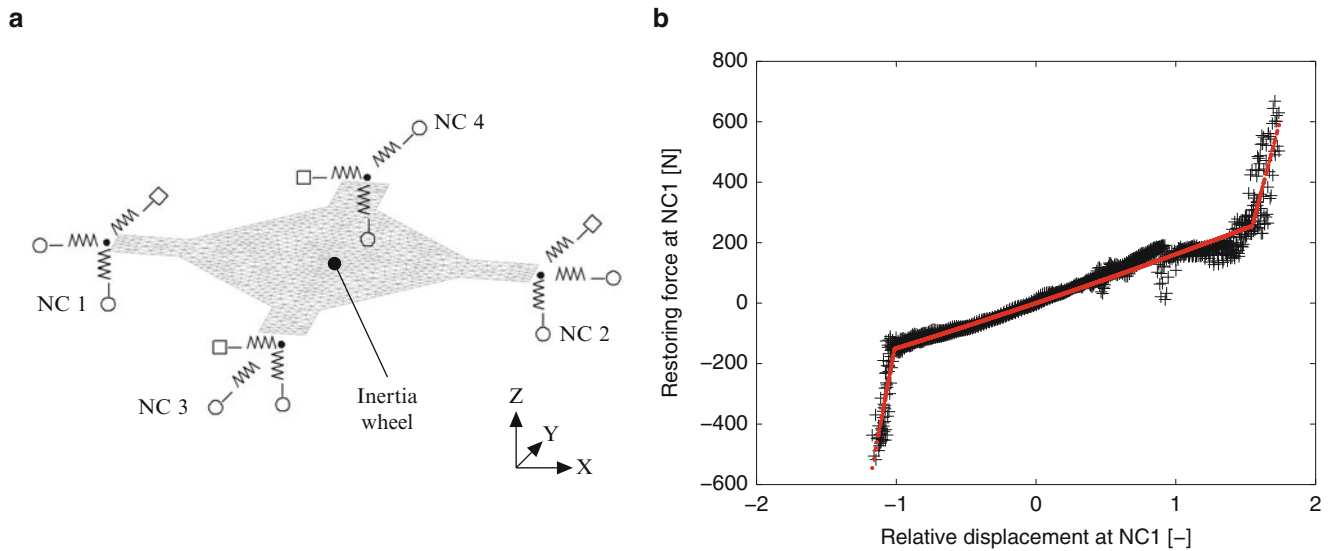 a
NC 4
NC 1
NC 2
NC 3
Inertia
wheel
Z
Y
X
b
800
600
400
200
0
−200
−400
−600
−2
−1
0
1
2
Restoring force at NC1 [N]
Relative displacement at NC1 [−]